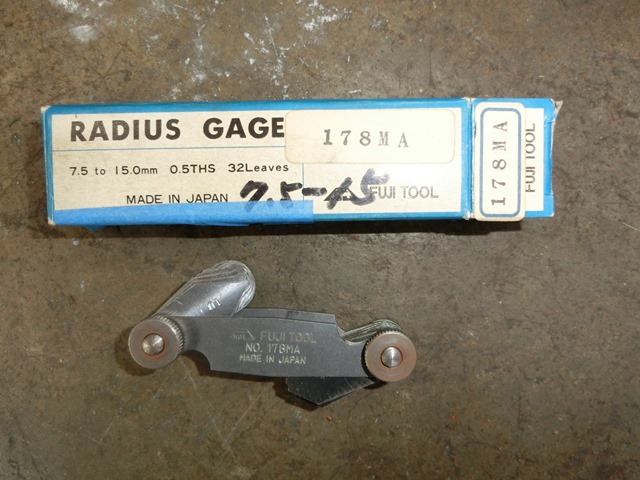 RADIUS GAGE
178MA
7.5 to 15.0mm 0.5THS 32Leaves
MADE IN JAPAN
7.5-15
FUJI TOOL
178MA
FUJI TOOL
FUJI TOOL
NO. 178MA
MADE IN JAPAN